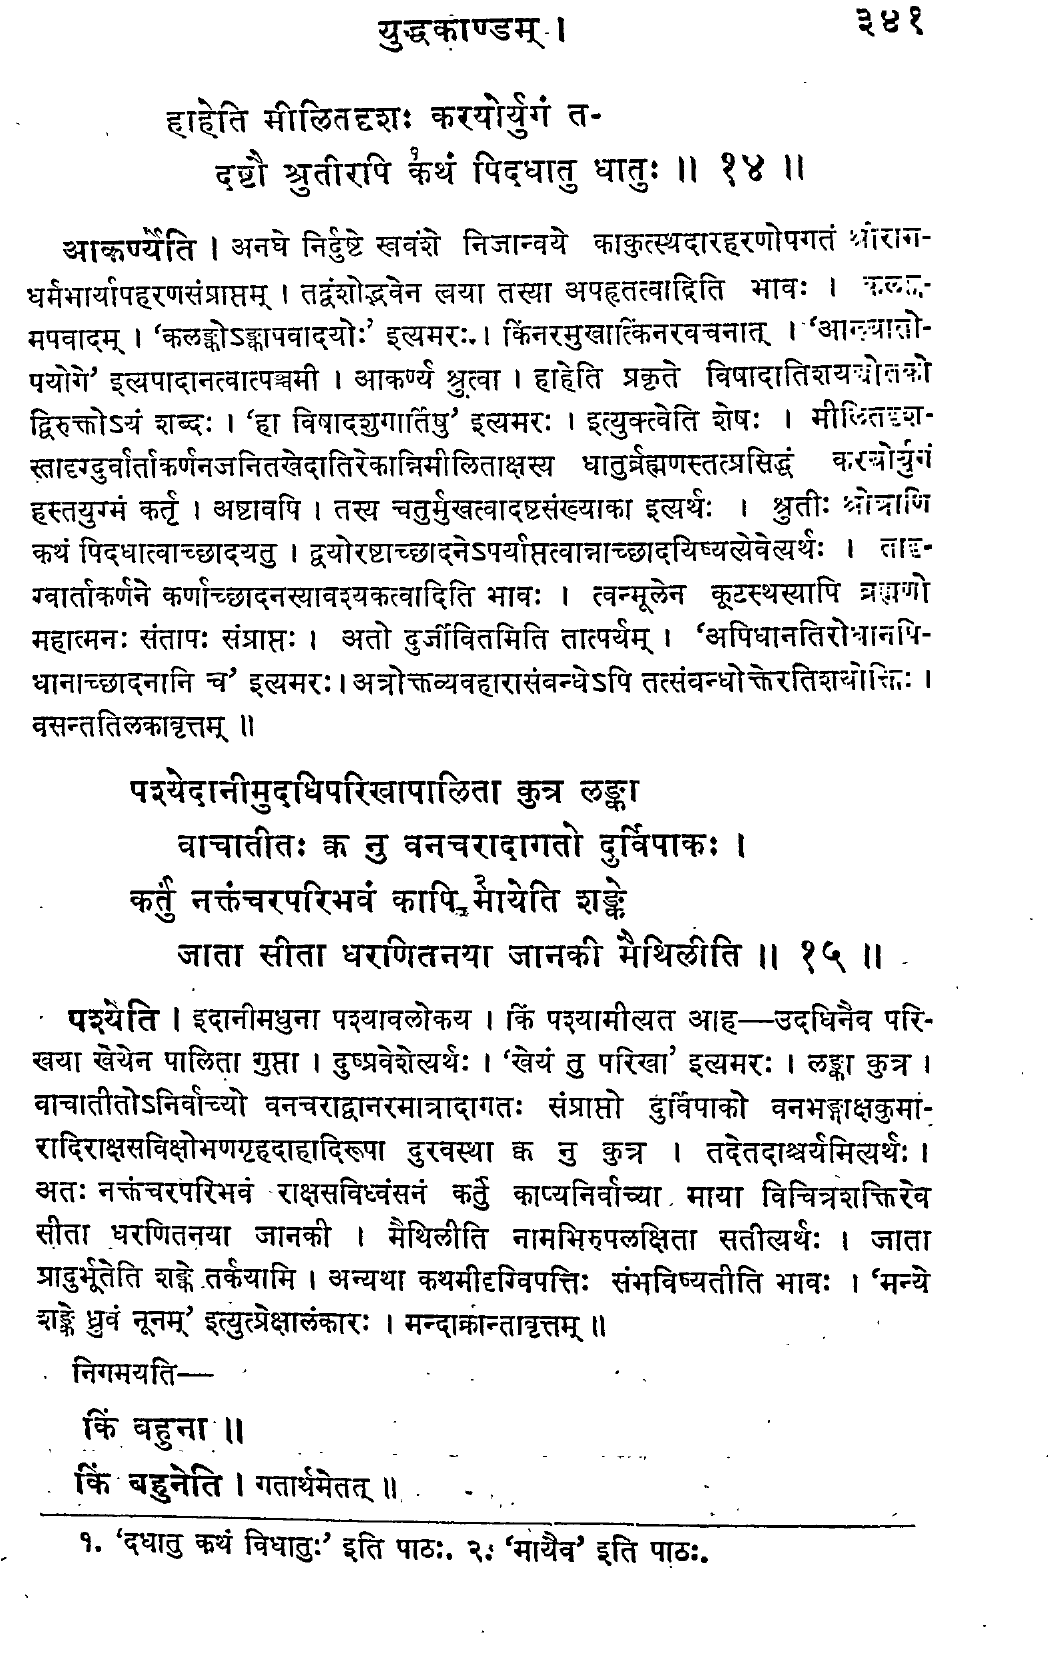 युद्धकाण्डम् । ३४१
हाहेति मीलितदृशः करयोर्युगं त-
दष्टौ श्रुतीरपि कथं१ पिदधातु धातुः ॥ १४ ॥
आकर्ण्येति । अनघे निर्दुष्टे स्ववंशे निजान्वये काकुत्स्थदारहरणोपगतं श्रीराम-
धर्मभार्यापहरणसंप्राप्तम् । तद्वंशोद्भवेन त्वया तस्या अपहृतत्वादिति भावः । कलङ्क-
मपवादम् । ‘कलङ्कोऽङ्कापवादयोः’ इत्यमरः । किंनरमुखात्किंनरवचनात् । ‘आख्यातो-
पयोगे’ इत्यपादानत्वात्पञ्चमी । आकर्ण्य श्रुत्वा । हाहेति प्रकृते विषादातिशयद्योतको
द्विरुक्तोऽयं शब्दः । ‘हा विषादशुगार्तिषु’ इत्यमरः । इत्युक्त्वेति शेषः । मीलितदृश-
स्तादृग्दुर्वार्ताकर्णनजनितखेदातिरेकान्निमीलिताक्षस्य धातुर्ब्रह्मणस्तत्प्रसिद्धं करयोर्युगं
हस्तयुग्मं कर्तृ । अष्टावपि । तस्य चतुर्मुखत्वादष्टसंख्याका इत्यर्थः । श्रुतीः श्रोत्राणि
कथं पिदधात्वाच्छादयतु । द्वयोरष्टाच्छादनेऽपर्याप्तत्वान्नाच्छादयिष्यत्येवेत्यर्थः । तादृ-
ग्वार्ताकर्णने कर्णाच्छादनस्यावश्यकत्वादिति भावः । त्वन्मूलेन कूटस्थस्यापि ब्रह्मणो
महात्मनः संतापः संप्राप्तः । अतो दुर्जीवितमिति तात्पर्यम् । ‘अपिधानतिरोधानपि-
धानाच्छादनानि च’ इत्यमरः । अत्रोक्तव्यवहारासंबन्धेऽपि तत्संबन्धोक्तेरतिशयोक्तिः ।
वसन्ततिलकावृत्तम् ॥
पश्येदानीमुदधिपरिखापालिता कुत्र लङ्का
वाचातीतः क्व नु वनचरादागतो दुर्विपाकः ।
कर्तुं नक्तंचरपरिभवं कापि मा२येति शङ्के
जाता सीता धरणितनया जानकी मैथिलीति ॥ १५ ॥
पश्येति । इदानीमधुना पश्यावलोकय । किं पश्यामीत्यत आह—उदधिनैव परि-
खया खेयेन पालिता गुप्ता । दुष्प्रवेशेत्यर्थः । ‘खेयं तु परिखा’ इत्यमरः । लङ्का कुत्र ।
वाचातीतोऽनिर्वाच्यो वनचराद्वानरमात्रादागतः संप्राप्तो दुर्विपाको वनभङ्गाक्षकुमा-
रादिराक्षसविक्षोभणगृहदाहादिरूपा दुरवस्था क्व नु कुत्र । तदेतदाश्चर्यमित्यर्थः ।
अतः नक्तंचरपरिभवं राक्षसविध्वंसनं कर्तुं काप्यनिर्वाच्या माया विचित्रशक्तिरेव
सीता धरणितनया जानकी । मैथिलीति नामभिरुपलक्षिता सतीत्यर्थः । जाता
प्रादुर्भूतेति शङ्के तर्कयामि । अन्यथा कथमीदृग्विपत्तिः संभविष्यतीति भावः । ‘मन्ये
शङ्के ध्रुवं नूनम्’ इत्युत्प्रेक्षालंकारः । मन्दाक्रान्तावृत्तम् ॥
निगमयति—
किं बहुना ॥
किं बहुनेति । गतार्थमेतत् ॥
१. ‘दधातु कथं विधातुः’ इति पाठः. २. ‘मायैव’ इति पाठः.